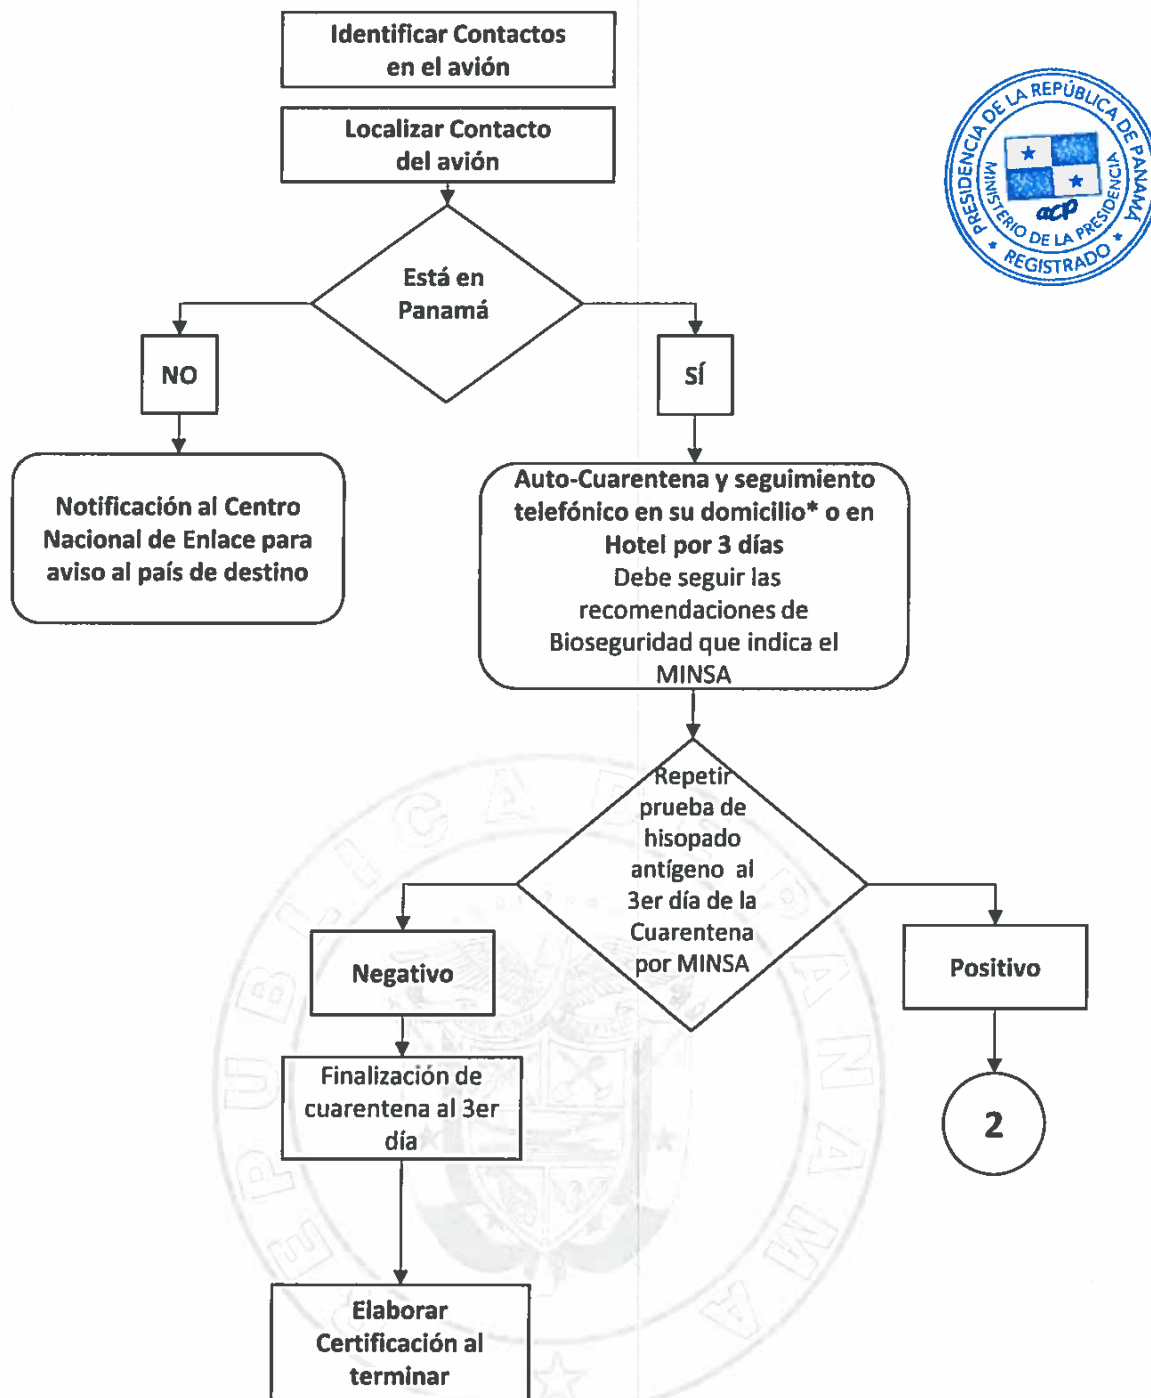 Identificar Contactos
en el avión
Localizar Contacto
del avión
PRESIDENCIA DE LA REPÚBLICA DE PANAMÁ
MINISTERIO DE LA PRESIDENCIA
acp
* REGISTRADO *
Está en
Panamá
NO
SÍ
Notificación al Centro
Nacional de Enlace para
aviso al país de destino
Auto-Cuarentena y seguimiento
telefónico en su domicilio* o en
Hotel por 3 días
Debe seguir las
recomendaciones de
Bioseguridad que indica el
MINSA
Repetir
prueba de
hisopado
antígeno al
3er día de la
Cuarentena
por MINSA
Negativo
Positivo
Finalización de
cuarentena al 3er
día
2
Elaborar
Certificación al
terminar
REPUBLICA DE PANAMA